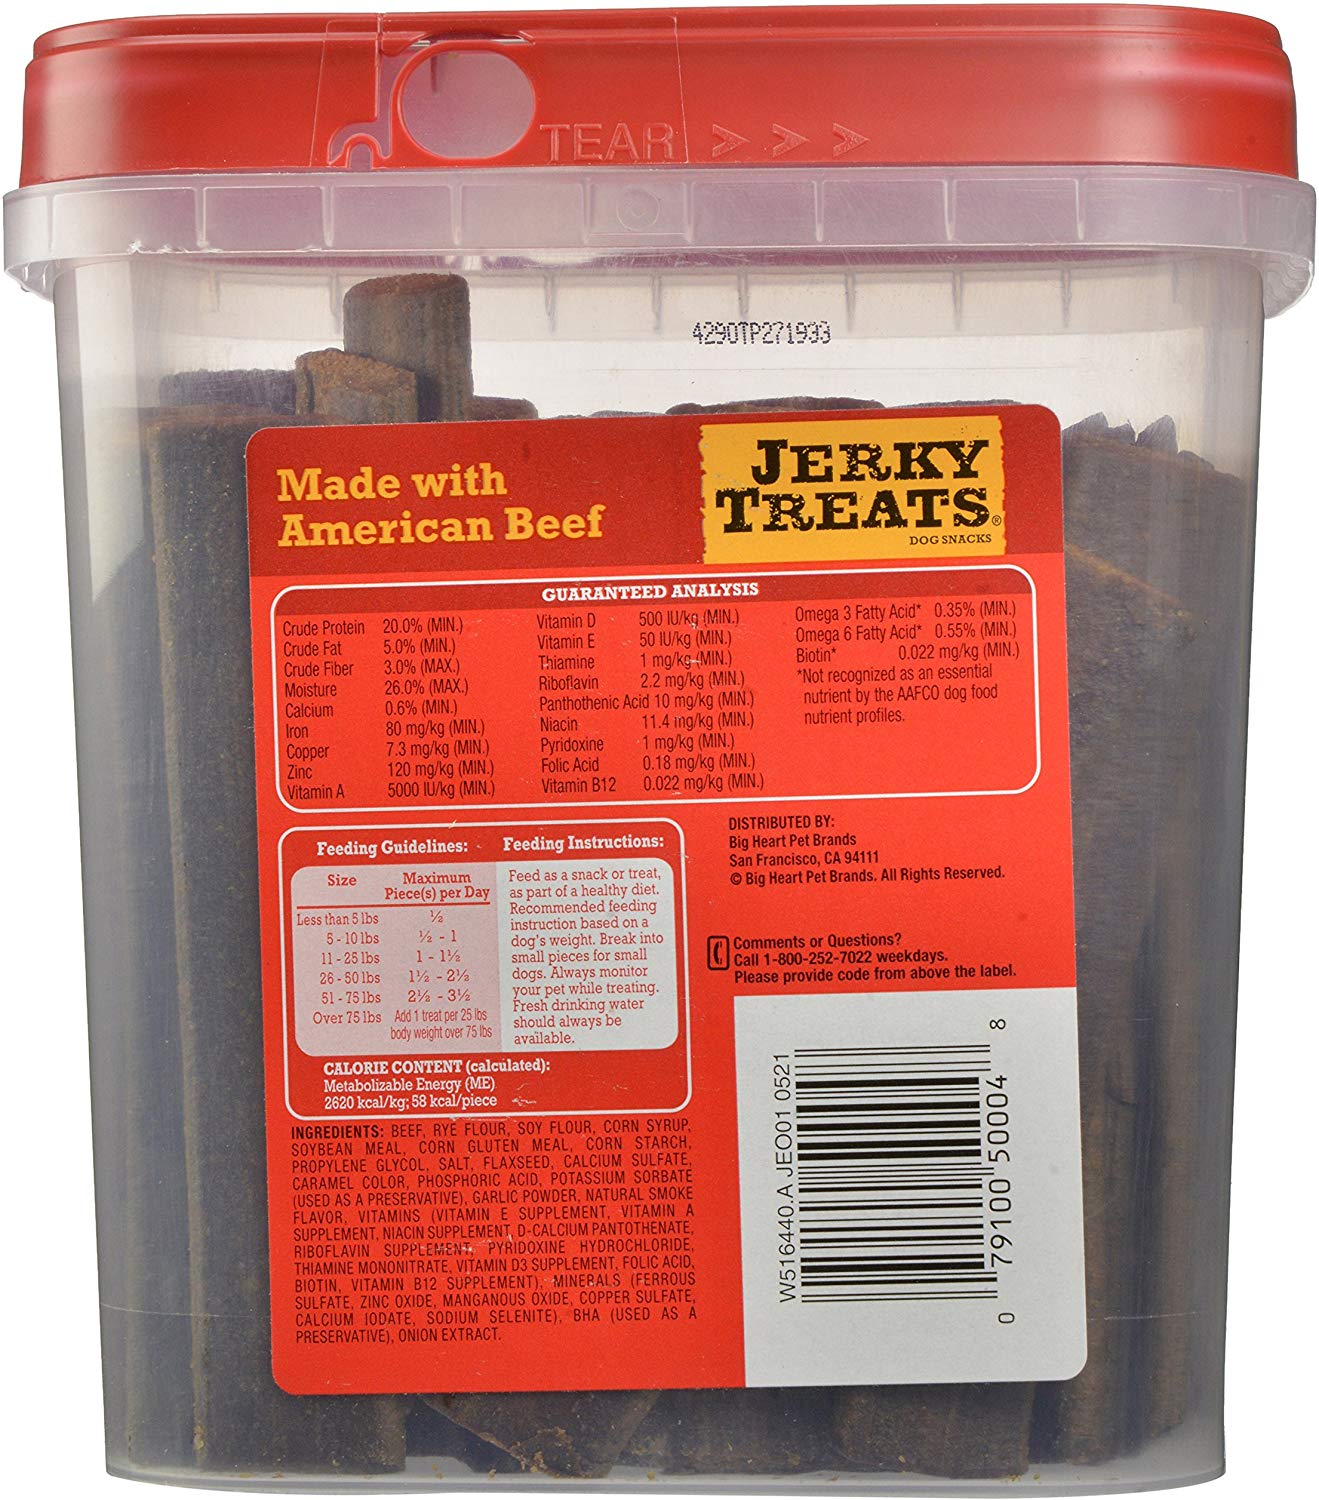 TEAR
4290TP271933
Made with
American Beef
JERKY
TREATS®
DOG SNACKS
GUARANTEED ANALYSIS
Crude Protein 20.0% (MIN.)
Crude Fat 5.0% (MIN.)
Crude Fiber 3.0% (MAX.)
Moisture 26.0% (MAX.)
Calcium 0.6% (MIN.)
Iron 80 mg/kg (MIN.)
Copper 7.3 mg/kg (MIN.)
Zinc 120 mg/kg (MIN.)
Vitamin A 5000 IU/kg (MIN.)
Vitamin D 500 IU/kg (MIN.)
Vitamin E 50 IU/kg (MIN.)
Thiamine 1 mg/kg (MIN.)
Riboflavin 2.2 mg/kg (MIN.)
Panthothenic Acid 10 mg/kg (MIN.)
Niacin 11.4 mg/kg (MIN.)
Pyridoxine 1 mg/kg (MIN.)
Folic Acid 0.18 mg/kg (MIN.)
Vitamin B12 0.022 mg/kg (MIN.)
Omega 3 Fatty Acid* 0.35% (MIN.)
Omega 6 Fatty Acid* 0.55% (MIN.)
Biotin* 0.022 mg/kg (MIN.)
*Not recognized as an essential
nutrient by the AAFCO dog food
nutrient profiles.
Feeding Guidelines:
Size Maximum
Piece(s) per Day
Less than 5 lbs ½
5 - 10 lbs ½ - 1
11 - 25 lbs 1 - 1½
26 - 50 lbs 1½ - 2½
51 - 75 lbs 2½ - 3½
Over 75 lbs Add 1 treat per 25 lbs
body weight over 75 lbs
Feeding Instructions:
Feed as a snack or treat,
as part of a healthy diet.
Recommended feeding
instruction based on a
dog's weight. Break into
small pieces for small
dogs. Always monitor
your pet while treating.
Fresh drinking water
should always be
available.
CALORIE CONTENT (calculated):
Metabolizable Energy (ME)
2620 kcal/kg; 58 kcal/piece
INGREDIENTS: BEEF, RYE FLOUR, SOY FLOUR, CORN SYRUP,
SOYBEAN MEAL, CORN GLUTEN MEAL, CORN STARCH,
PROPYLENE GLYCOL, SALT, FLAXSEED, CALCIUM SULFATE,
CARAMEL COLOR, PHOSPHORIC ACID, POTASSIUM SORBATE
(USED AS A PRESERVATIVE), GARLIC POWDER, NATURAL SMOKE
FLAVOR, VITAMINS (VITAMIN E SUPPLEMENT, VITAMIN A
SUPPLEMENT, NIACIN SUPPLEMENT, D-CALCIUM PANTOTHENATE,
RIBOFLAVIN SUPPLEMENT, PYRIDOXINE HYDROCHLORIDE,
THIAMINE MONONITRATE, VITAMIN D3 SUPPLEMENT, FOLIC ACID,
BIOTIN, VITAMIN B12 SUPPLEMENT), MINERALS (FERROUS
SULFATE, ZINC OXIDE, MANGANOUS OXIDE, COPPER SULFATE,
CALCIUM IODATE, SODIUM SELENITE), BHA (USED AS A
PRESERVATIVE), ONION EXTRACT.
DISTRIBUTED BY:
Big Heart Pet Brands
San Francisco, CA 94111
© Big Heart Pet Brands. All Rights Reserved.
Comments or Questions?
Call 1-800-252-7022 weekdays.
Please provide code from above the label.
W516440.A JEO01 0521
0 79100 50004 8